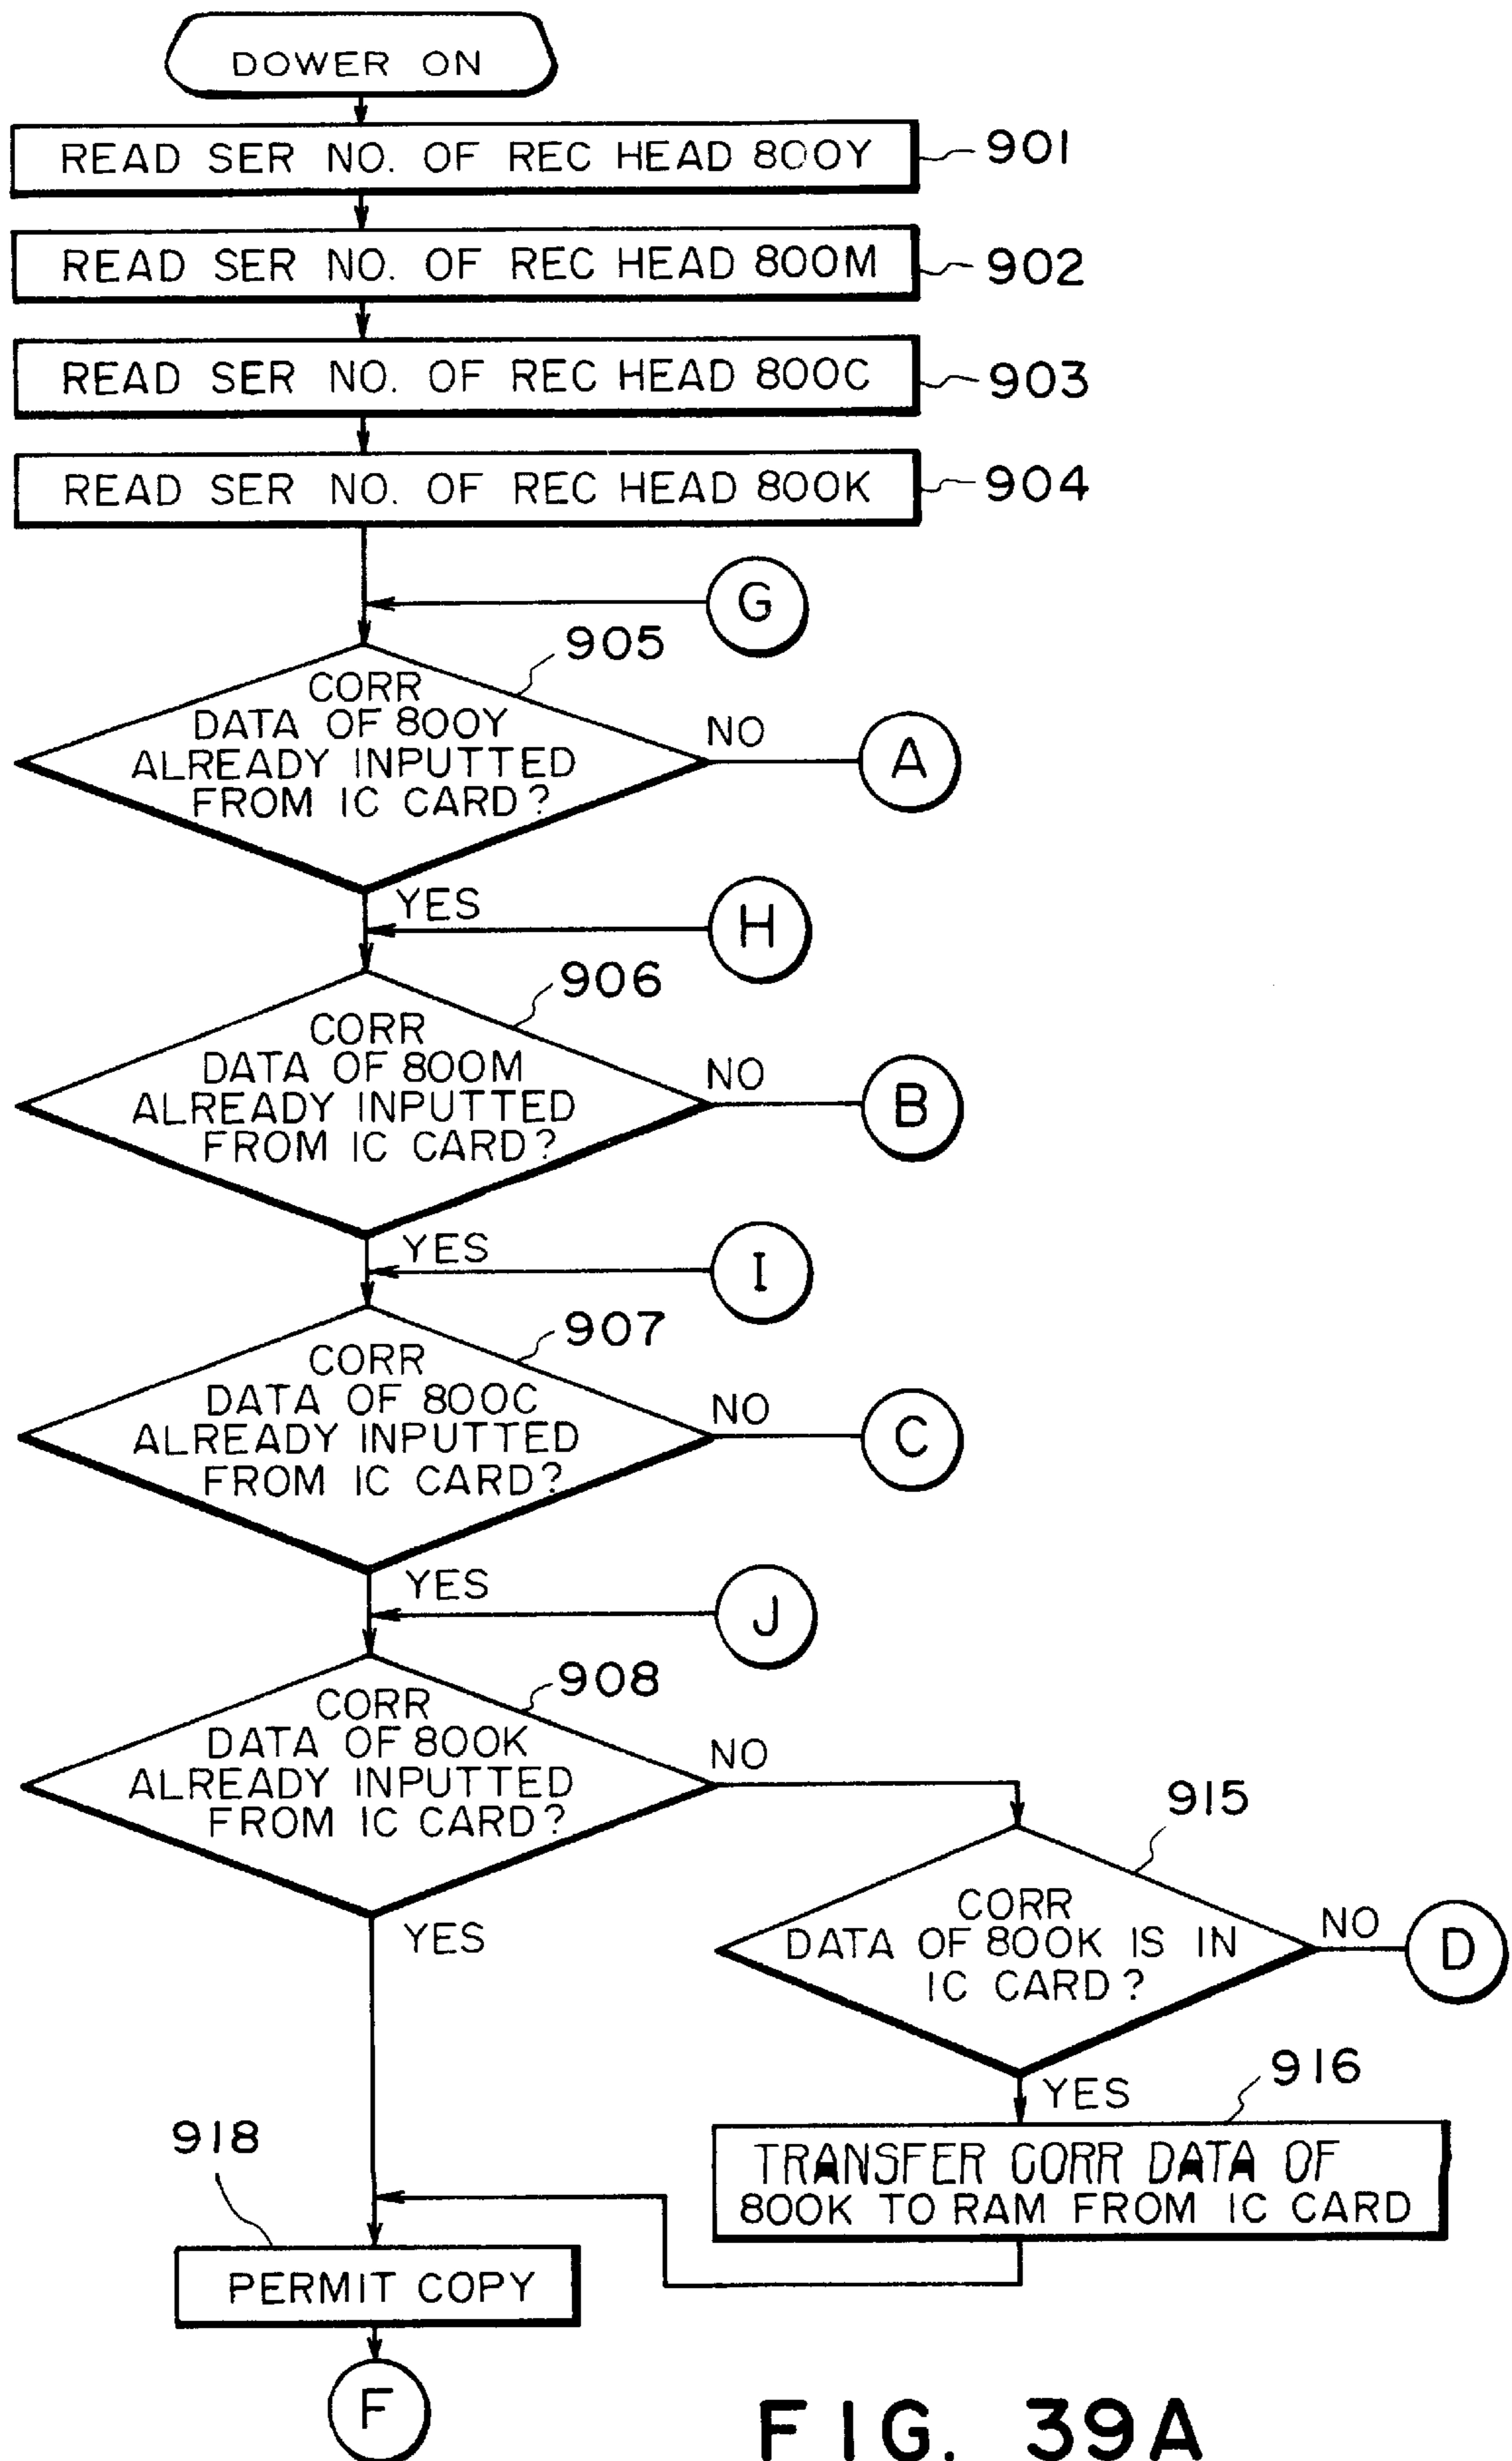 DOWER ON
READ SER NO. OF REC HEAD 800Y
901
READ SER NO. OF REC HEAD 800M
902
READ SER NO. OF REC HEAD 800C
903
READ SER NO. OF REC HEAD 800K
904
G
905
CORR
DATA OF 800Y
ALREADY INPUTTED
FROM IC CARD?
NO
A
YES
H
906
CORR
DATA OF 800M
ALREADY INPUTTED
FROM IC CARD?
NO
B
YES
I
907
CORR
DATA OF 800C
ALREADY INPUTTED
FROM IC CARD?
NO
C
YES
J
908
CORR
DATA OF 800K
ALREADY INPUTTED
FROM IC CARD?
NO
YES
915
CORR
DATA OF 800K IS IN
IC CARD?
NO
D
YES
916
TRANSFER CORR DATA OF
800K TO RAM FROM IC CARD
918
PERMIT COPY
F
FIG. 39A